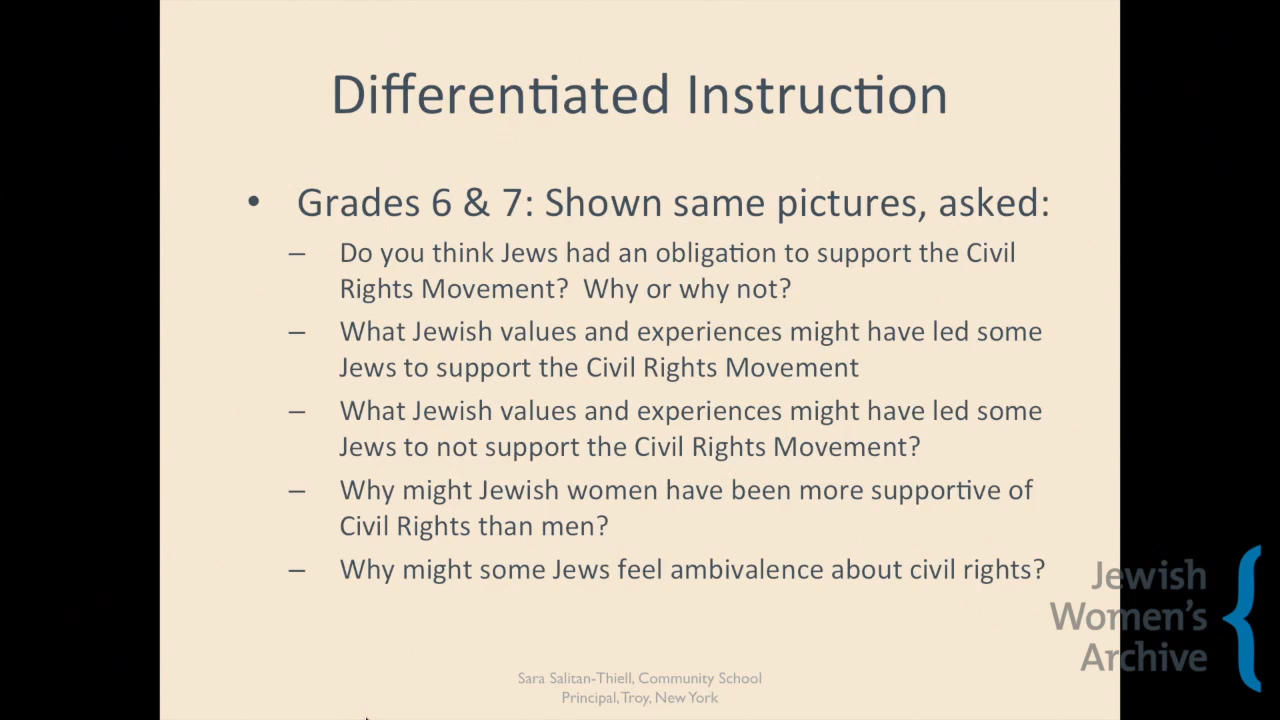 Differentiated Instruction
• Grades 6 & 7: Shown same pictures, asked:
– Do you think Jews had an obligation to support the Civil
Rights Movement?  Why or why not?
– What Jewish values and experiences might have led some
Jews to support the Civil Rights Movement
– What Jewish values and experiences might have led some
Jews to not support the Civil Rights Movement?
– Why might Jewish women have been more supportive of
Civil Rights than men?
– Why might some Jews feel ambivalence about civil rights?
Jewish
Women's
Archive
Sara Salitan-Thiell, Community School
Principal, Troy, New York